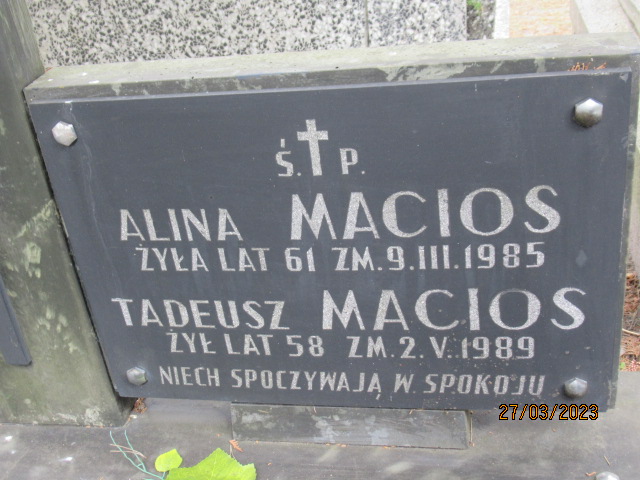 Ś. P.
ALINA MACIOS
ŻYŁA LAT 61 ZM.9.III.1985
TADEUSZ MACIOS
ŻYŁ LAT 58 ZM.2.V.1989
NIECH SPOCZYWAJĄ W SPOKOJU
27/03/2023